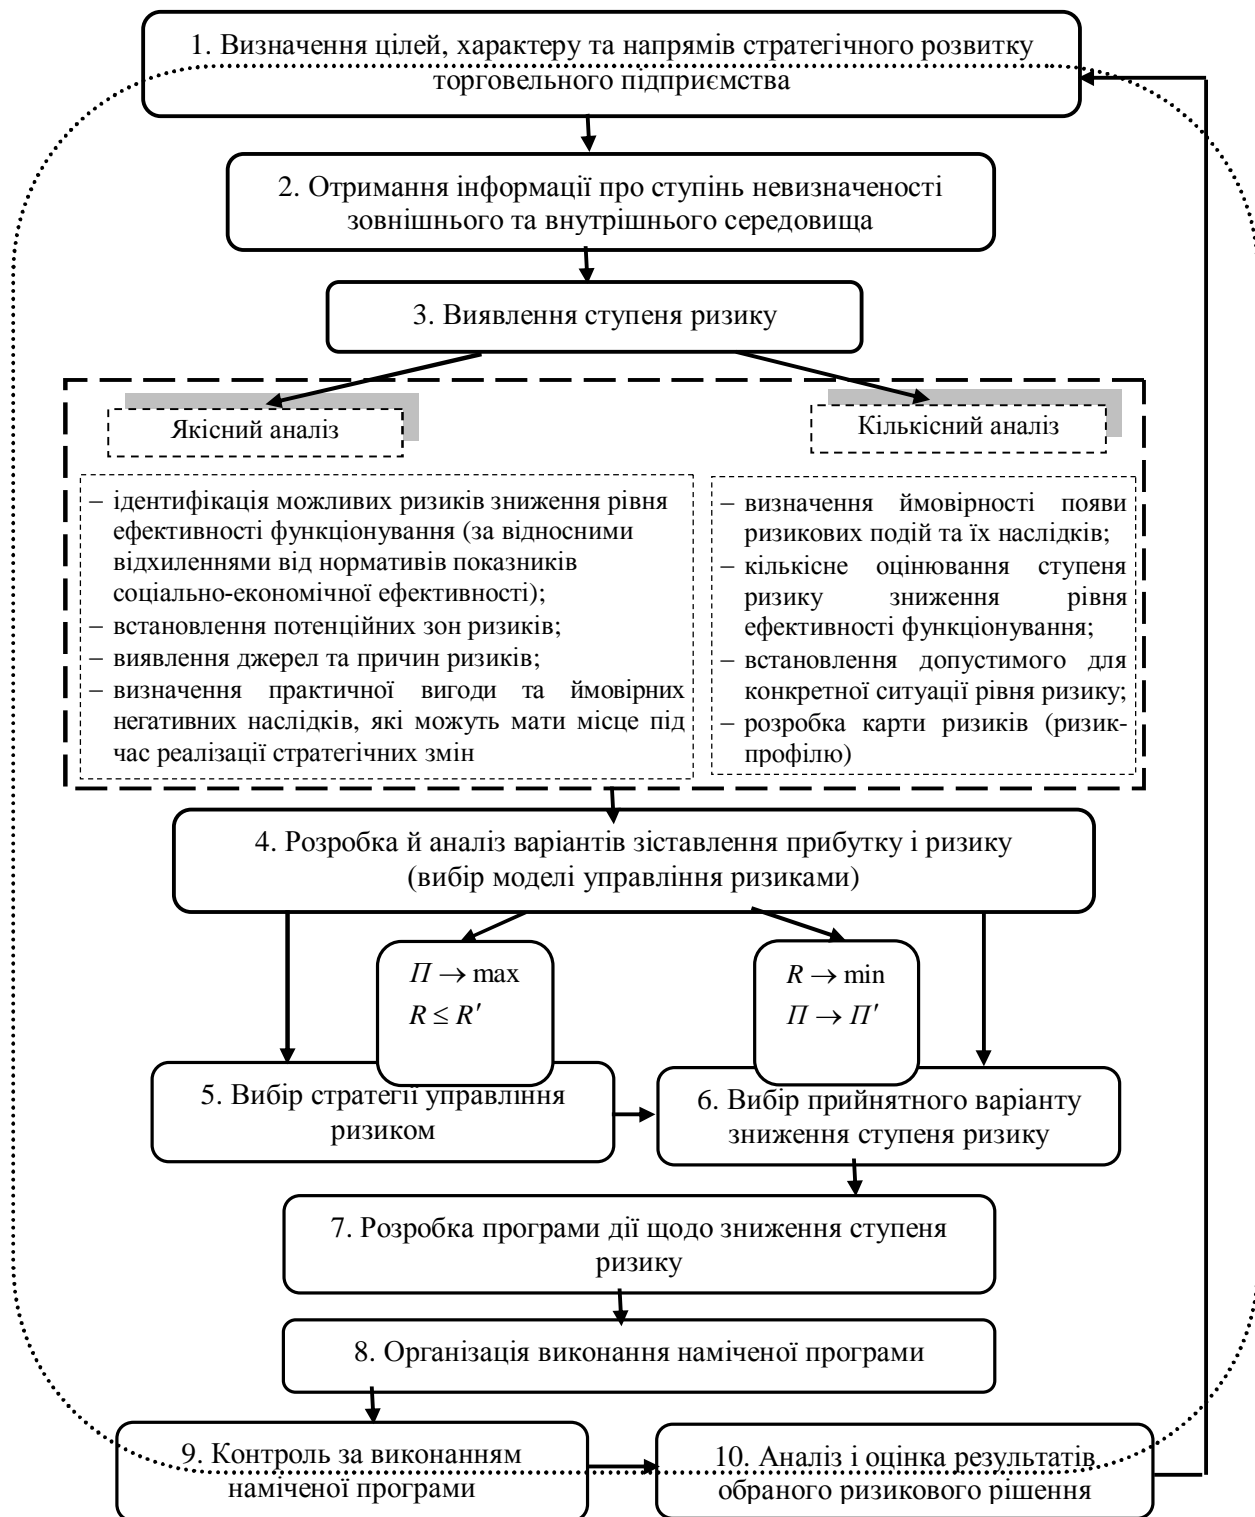 1. Визначення цілей, характеру та напрямів стратегічного розвитку
торговельного підприємства
2. Отримання інформації про ступінь невизначеності
зовнішнього та внутрішнього середовища
3. Виявлення ступеня ризику
Якісний аналіз
– ідентифікація можливих ризиків зниження рівня
ефективності функціонування (за відносними
відхиленнями від нормативів показників
соціально-економічної ефективності);
– встановлення потенційних зон ризиків;
– виявлення джерел та причин ризиків;
– визначення практичної вигоди та ймовірних
негативних наслідків, які можуть мати місце під
час реалізації стратегічних змін
Кількісний аналіз
– визначення ймовірності появи
ризикових подій та їх наслідків;
– кількісне оцінювання ступеня
ризику зниження рівня
ефективності функціонування;
– встановлення допустимого для
конкретної ситуації рівня ризику;
– розробка карти ризиків (ризик-
профілю)
4. Розробка й аналіз варіантів зіставлення прибутку і ризику
(вибір моделі управління ризиками)
П → max
R ≤ R′
R → min
П → П′
5. Вибір стратегії управління
ризиком
6. Вибір прийнятного варіанту
зниження ступеня ризику
7. Розробка програми дії щодо зниження ступеня
ризику
8. Організація виконання наміченої програми
9. Контроль за виконанням
наміченої програми
10. Аналіз і оцінка результатів
обраного ризикового рішення